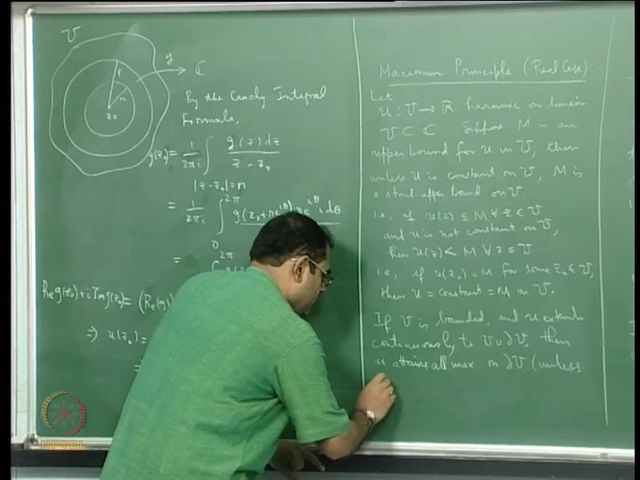 U
g
ℂ
r
z₀
By the Cauchy Integral
Formula,
g(z₀) = 1/2πi ∫ g(z)dz / z - z₀
|z-z₀|=r
= 1/2πi ∫ g(z₀+re^{iθ}) re^{iθ} i dθ
0 2π
=
Re g(z₀) + i Im g(z₀) = (Re(g)
⇒ u(z₀) =
=
Maximum Principle (Real Case)
Let
u : U → ℝ harmonic on domain
U ⊂ ℂ Suppose M is an
upper bound for u in U, then
unless u is constant on U, M is
a strict upper bound on U
i.e., if u(z) ≤ M ∀ z ∈ U
and u is not constant on U,
then u(z) < M ∀ z ∈ U
i.e., if u(z₀) = M for some z₀ ∈ U,
then u = constant = M on U.
If U is bounded, and u extends
continuously to U ∪ ∂U, then
u attains all max on ∂U (unless